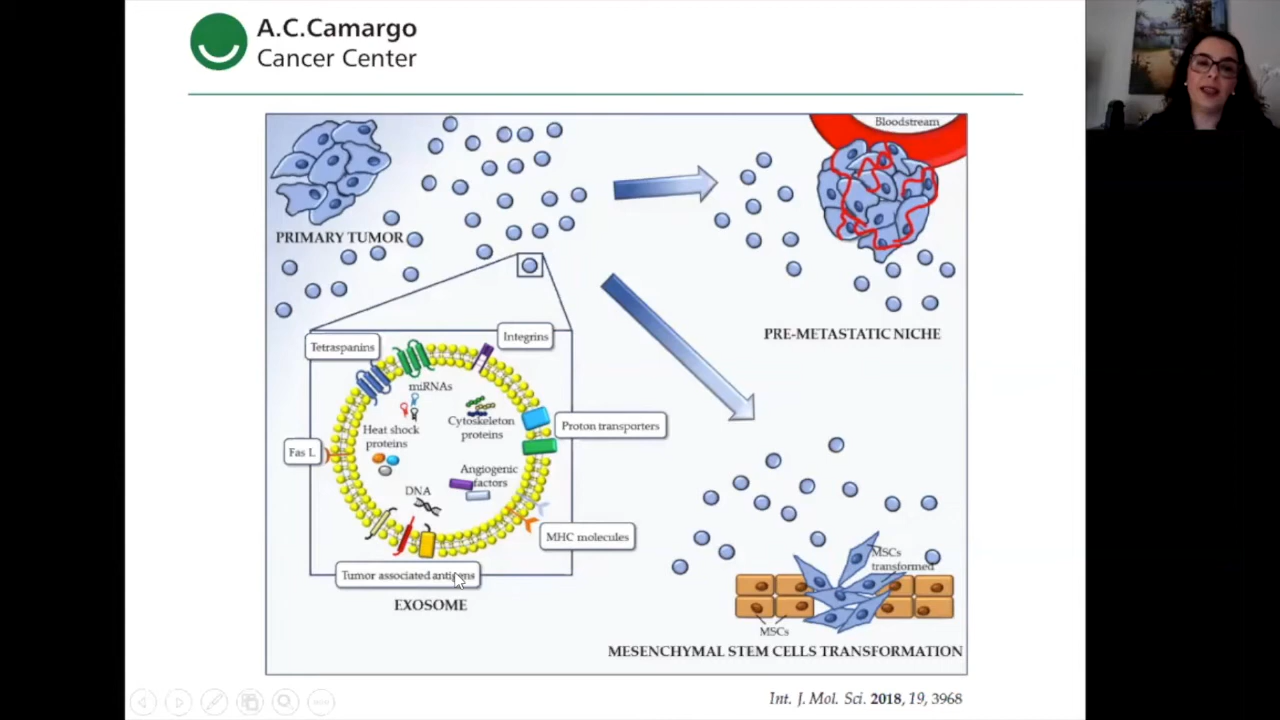 A.C.Camargo
Cancer Center
Bloodstream
PRIMARY TUMOR
PRE-METASTATIC NICHE
Tetraspanins
Integrins
miRNAs
Heat shock
proteins
Cytoskeleton
proteins
Proton transporters
Fas L
Angiogenic
factors
DNA
MHC molecules
Tumor associated antigens
EXOSOME
MSCs
transformed
MSCs
MESENCHYMAL STEM CELLS TRANSFORMATION
Int. J. Mol. Sci. 2018, 19, 3968